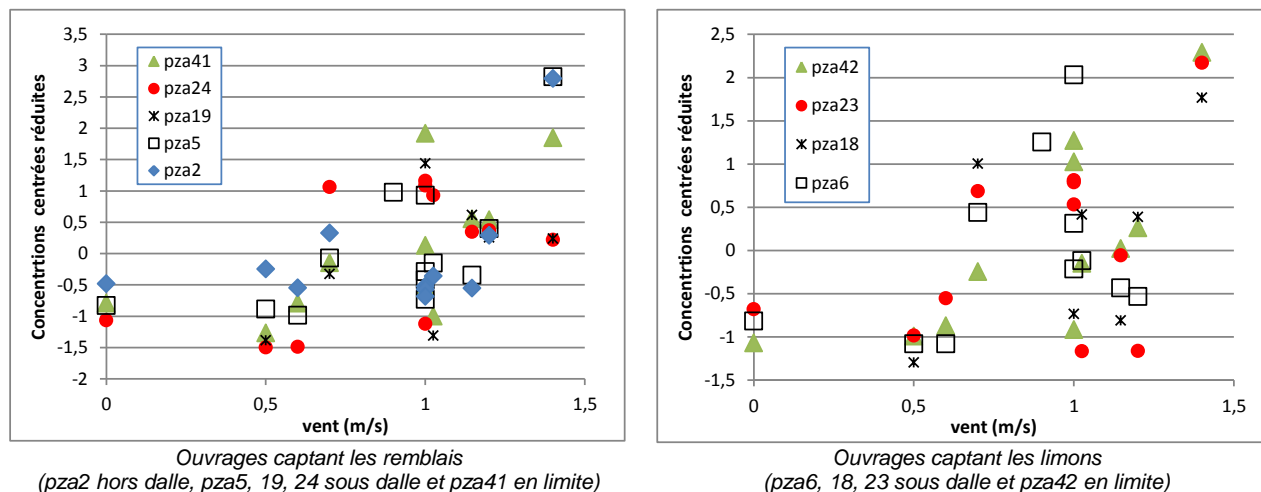 Concentrtions centrées réduites
3,5
3
2,5
2
1,5
1
0,5
0
-0,5
-1
-1,5
-2
pza41
pza24
pza19
pza5
pza2
0 0,5 1 1,5
vent (m/s)
Ouvrages captant les remblais
(pza2 hors dalle, pza5, 19, 24 sous dalle et pza41 en limite)
Concentrations centrées réduites
2,5
2
1,5
1
0,5
0
-0,5
-1
-1,5
pza42
pza23
pza18
pza6
0 0,5 1 1,5
vent (m/s)
Ouvrages captant les limons
(pza6, 18, 23 sous dalle et pza42 en limite)